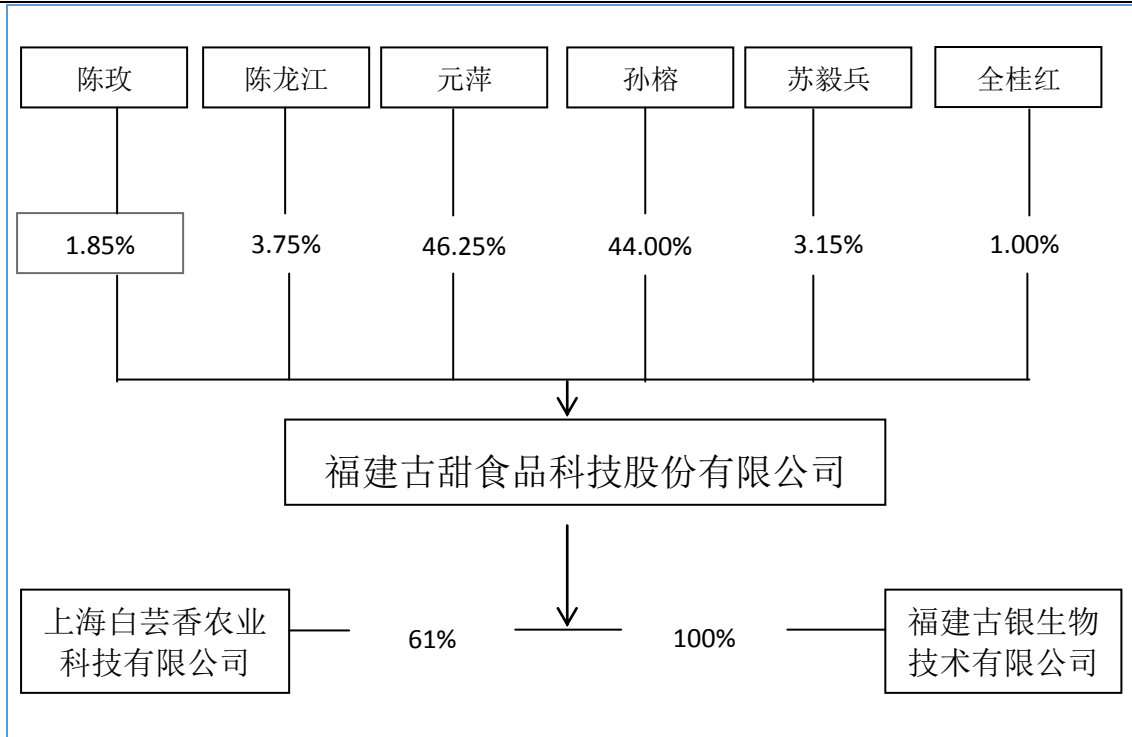 陈玫
陈龙江
元萍
孙榕
苏毅兵
全桂红
1.85%
3.75%
46.25%
44.00%
3.15%
1.00%
福建古甜食品科技股份有限公司
上海白芸香农业
科技有限公司
61%
100%
福建古银生物
技术有限公司